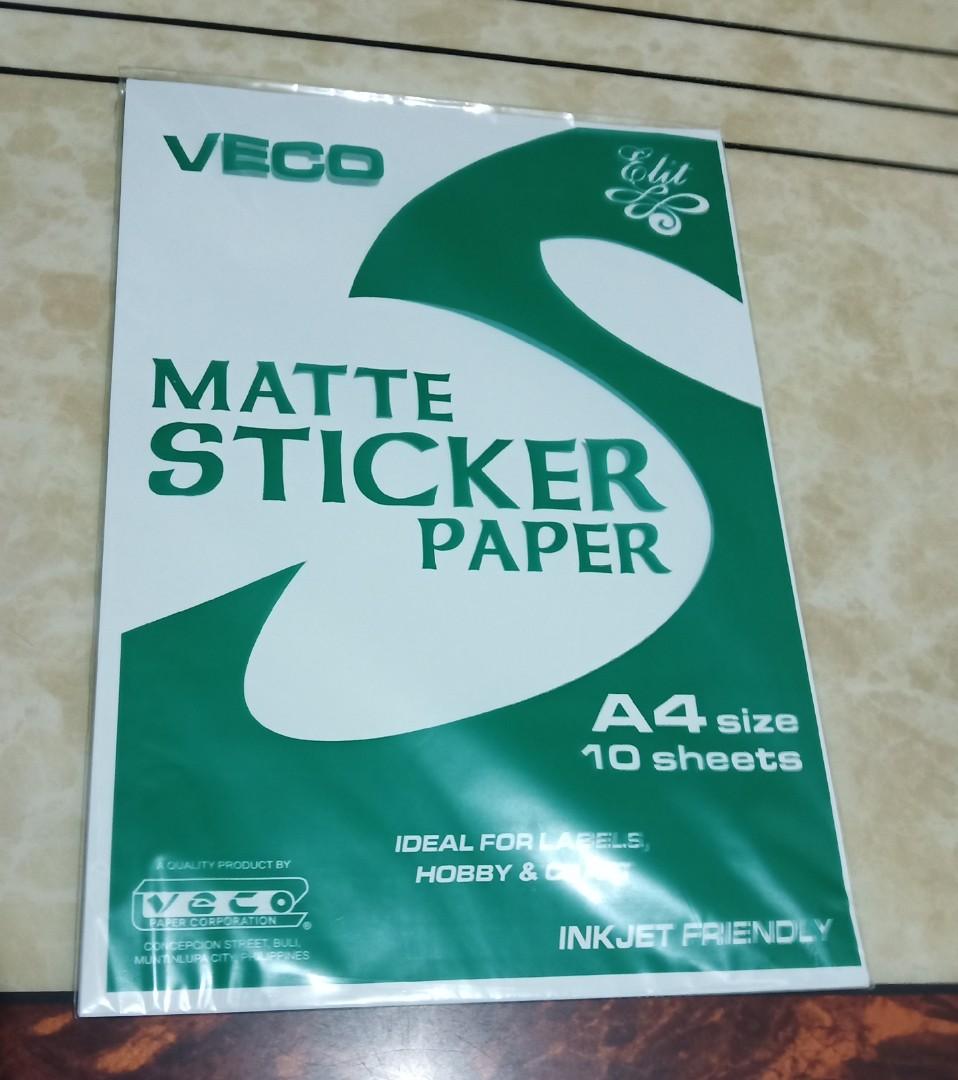 VECO
Elit
MATTE
STICKER
PAPER
A4 size
10 sheets
IDEAL FOR LABELS,
HOBBY & CRAFT
A QUALITY PRODUCT BY
veco
PAPER CORPORATION
®
CONCEPCION STREET, BULI,
MUNTINLUPA CITY, PHILIPPINES
INKJET FRIENDLY